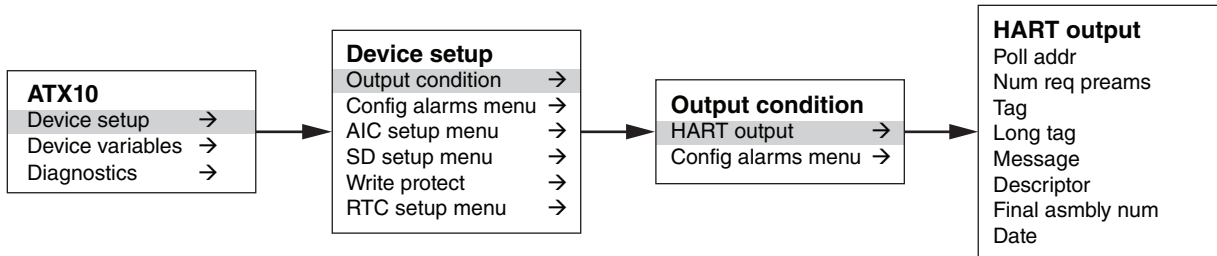 ATX10
Device setup →
Device variables →
Diagnostics →
Device setup
Output condition →
Config alarms menu →
AIC setup menu →
SD setup menu →
Write protect →
RTC setup menu →
Output condition
HART output →
Config alarms menu →
HART output
Poll addr
Num req preams
Tag
Long tag
Message
Descriptor
Final asmbly num
Date